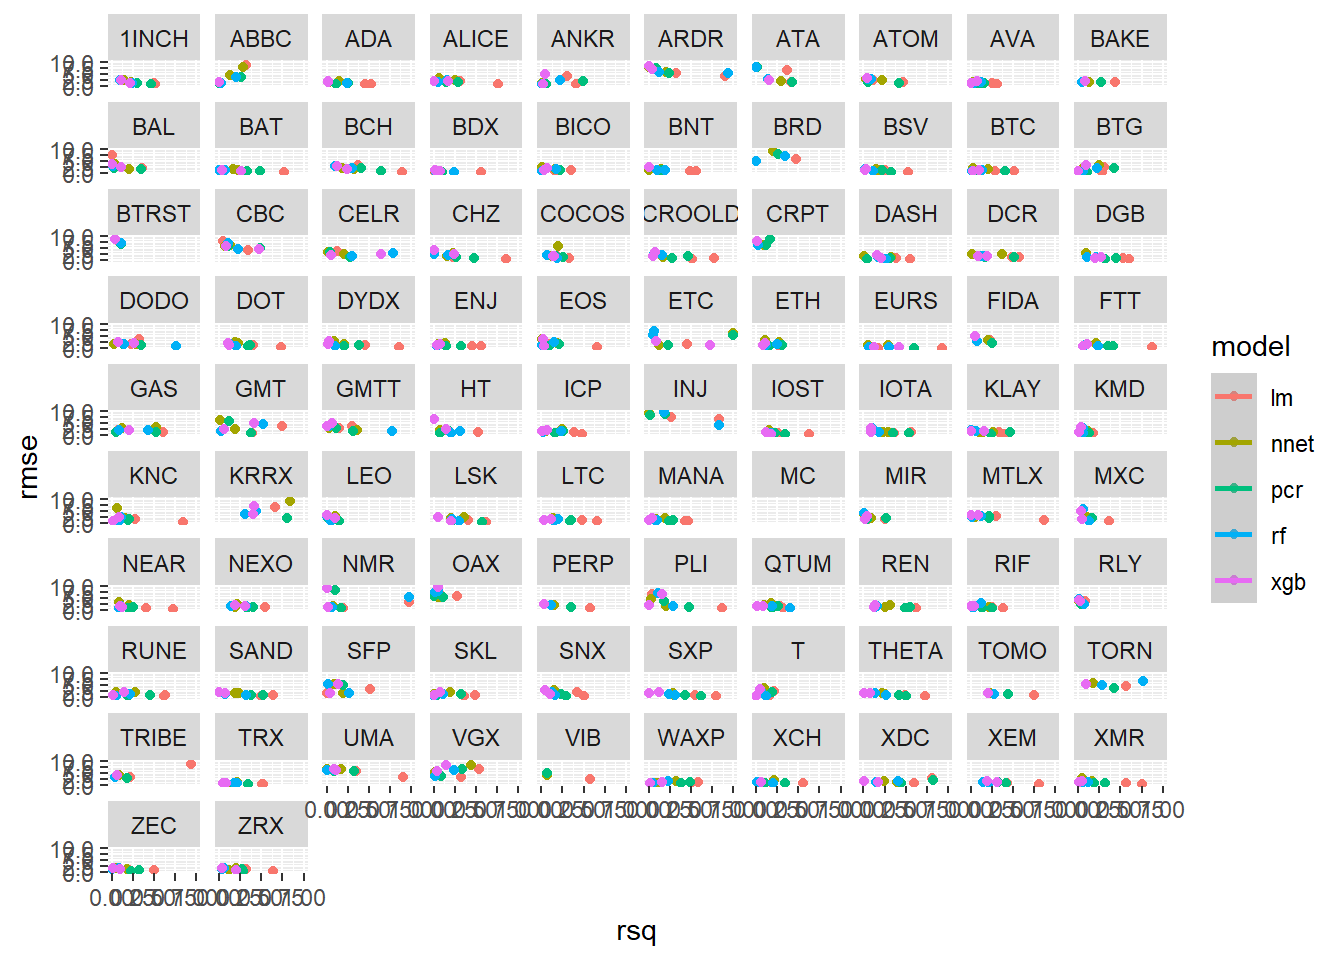 1INCH ABBC ADA ALICE ANKR ARDR ATA ATOM AVA BAKE
BAL BAT BCH BDX BICO BNT BRD BSV BTC BTG
BTRST CBC CELR CHZ COCOS CROOLD CRPT DASH DCR DGB
DODO DOT DYDX ENJ EOS ETC ETH EURS FIDA FTT
GAS GMT GMTT HT ICP INJ IOST IOTA KLAY KMD
KNC KRRX LEO LSK LTC MANA MC MIR MTLX MXC
NEAR NEXO NMR OAX PERP PLI QTUM REN RIF RLY
RUNE SAND SFP SKL SNX SXP T THETA TOMO TORN
TRIBE TRX UMA VGX VIB WAXP XCH XDC XEM XMR
ZEC ZRX
rmse
rsq
model
lm
nnet
pcr
rf
xgb